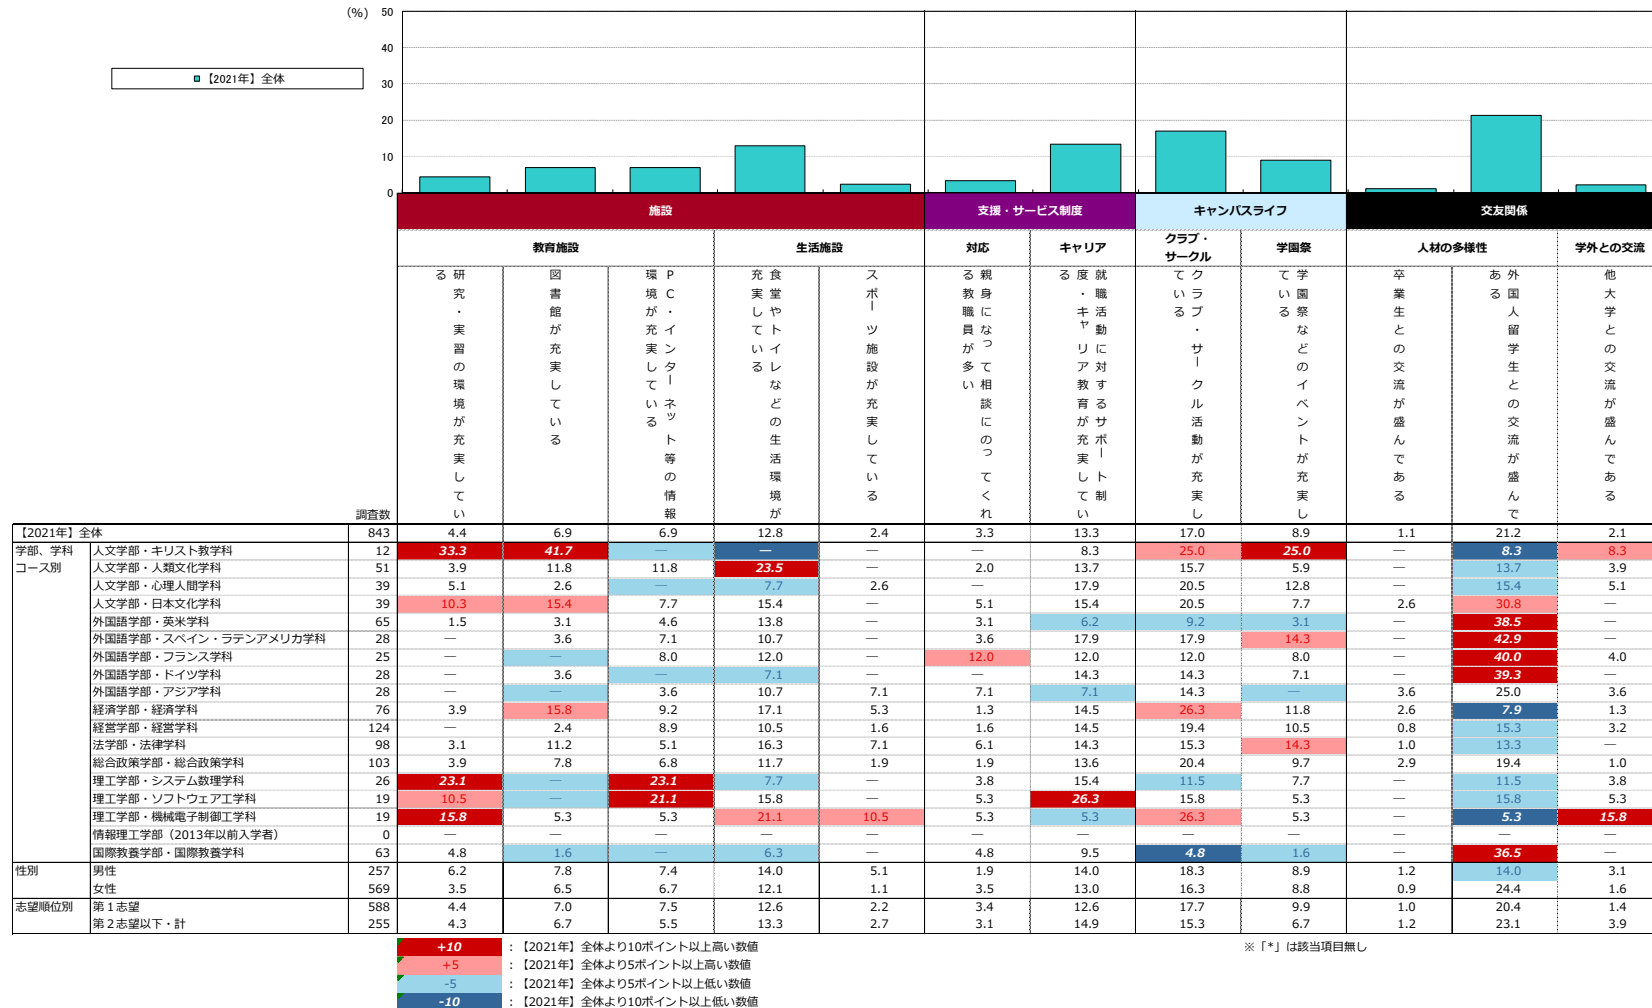 (%)
50
40
30
20
10
0
【2021年】全体
施設
支援・サービス制度
キャンパスライフ
交友関係
教育施設
生活施設
対応
キャリア
クラブ・
サークル
学園祭
人材の多様性
学外との交流
研究・実習の環境が充実してい
る
図書館が充実している
PC・インターネット等の情報
環境が充実している
食堂やトイレなどの生活環境が
充実している
スポーツ施設が充実している
親身になって相談にのってくれ
る教職員が多い
就職活動に対するサポート制
度・キャリア教育が充実してい
る
クラブ・サークル活動が充実し
ている
学園祭などのイベントが充実し
ている
卒業生との交流が盛んである
外国人留学生との交流が盛んで
ある
他大学との交流が盛んである
調査数
【2021年】全体 843 4.4 6.9 6.9 12.8 2.4 3.3 13.3 17.0 8.9 1.1 21.2 2.1
学部、学科 人文学部・キリスト教学科 12 33.3 41.7 — — — — 8.3 25.0 25.0 — 8.3 8.3
コース別 人文学部・人類文化学科 51 3.9 11.8 11.8 23.5 — 2.0 13.7 15.7 5.9 — 13.7 3.9
人文学部・心理人間学科 39 5.1 2.6 — 7.7 2.6 — 17.9 20.5 12.8 — 15.4 5.1
人文学部・日本文化学科 39 10.3 15.4 7.7 15.4 — 5.1 15.4 20.5 7.7 2.6 30.8 —
外国語学部・英米学科 65 1.5 3.1 4.6 13.8 — 3.1 6.2 9.2 3.1 — 38.5 —
外国語学部・スペイン・ラテンアメリカ学科 28 — 3.6 7.1 10.7 — 3.6 17.9 17.9 14.3 — 42.9 —
外国語学部・フランス学科 25 — — 8.0 12.0 — 12.0 12.0 12.0 8.0 — 40.0 4.0
外国語学部・ドイツ学科 28 — 3.6 — 7.1 — — 14.3 14.3 7.1 — 39.3 —
外国語学部・アジア学科 28 — — 3.6 10.7 7.1 7.1 7.1 14.3 — 3.6 25.0 3.6
経済学部・経済学科 76 3.9 15.8 9.2 17.1 5.3 1.3 14.5 26.3 11.8 2.6 7.9 1.3
経営学部・経営学科 124 — 2.4 8.9 10.5 1.6 1.6 14.5 19.4 10.5 0.8 15.3 3.2
法学部・法律学科 98 3.1 11.2 5.1 16.3 7.1 6.1 14.3 15.3 14.3 1.0 13.3 —
総合政策学部・総合政策学科 103 3.9 7.8 6.8 11.7 1.9 1.9 13.6 20.4 9.7 2.9 19.4 1.0
理工学部・システム数理学科 26 23.1 — 23.1 7.7 — 3.8 15.4 11.5 7.7 — 11.5 3.8
理工学部・ソフトウェア工学科 19 10.5 — 21.1 15.8 — 5.3 26.3 15.8 5.3 — 15.8 5.3
理工学部・機械電子制御工学科 19 15.8 5.3 5.3 21.1 10.5 5.3 5.3 26.3 5.3 — 5.3 15.8
情報理工学部（2013年以前入学者） 0 — — — — — — — — — — — —
国際教養学部・国際教養学科 63 4.8 1.6 — 6.3 — 4.8 9.5 4.8 1.6 — 36.5 —
性別 男性 257 6.2 7.8 7.4 14.0 5.1 1.9 14.0 18.3 8.9 1.2 14.0 3.1
女性 569 3.5 6.5 6.7 12.1 1.1 3.5 13.0 16.3 8.8 0.9 24.4 1.6
志望順位別 第１志望 588 4.4 7.0 7.5 12.6 2.2 3.4 12.6 17.7 9.9 1.0 20.4 1.4
第２志望以下・計 255 4.3 6.7 5.5 13.3 2.7 3.1 14.9 15.3 6.7 1.2 23.1 3.9
+10 ：【2021年】全体より10ポイント以上高い数値
※「*」は該当項目無し
+5 ：【2021年】全体より5ポイント以上高い数値
-5 ：【2021年】全体より5ポイント以上低い数値
-10 ：【2021年】全体より10ポイント以上低い数値